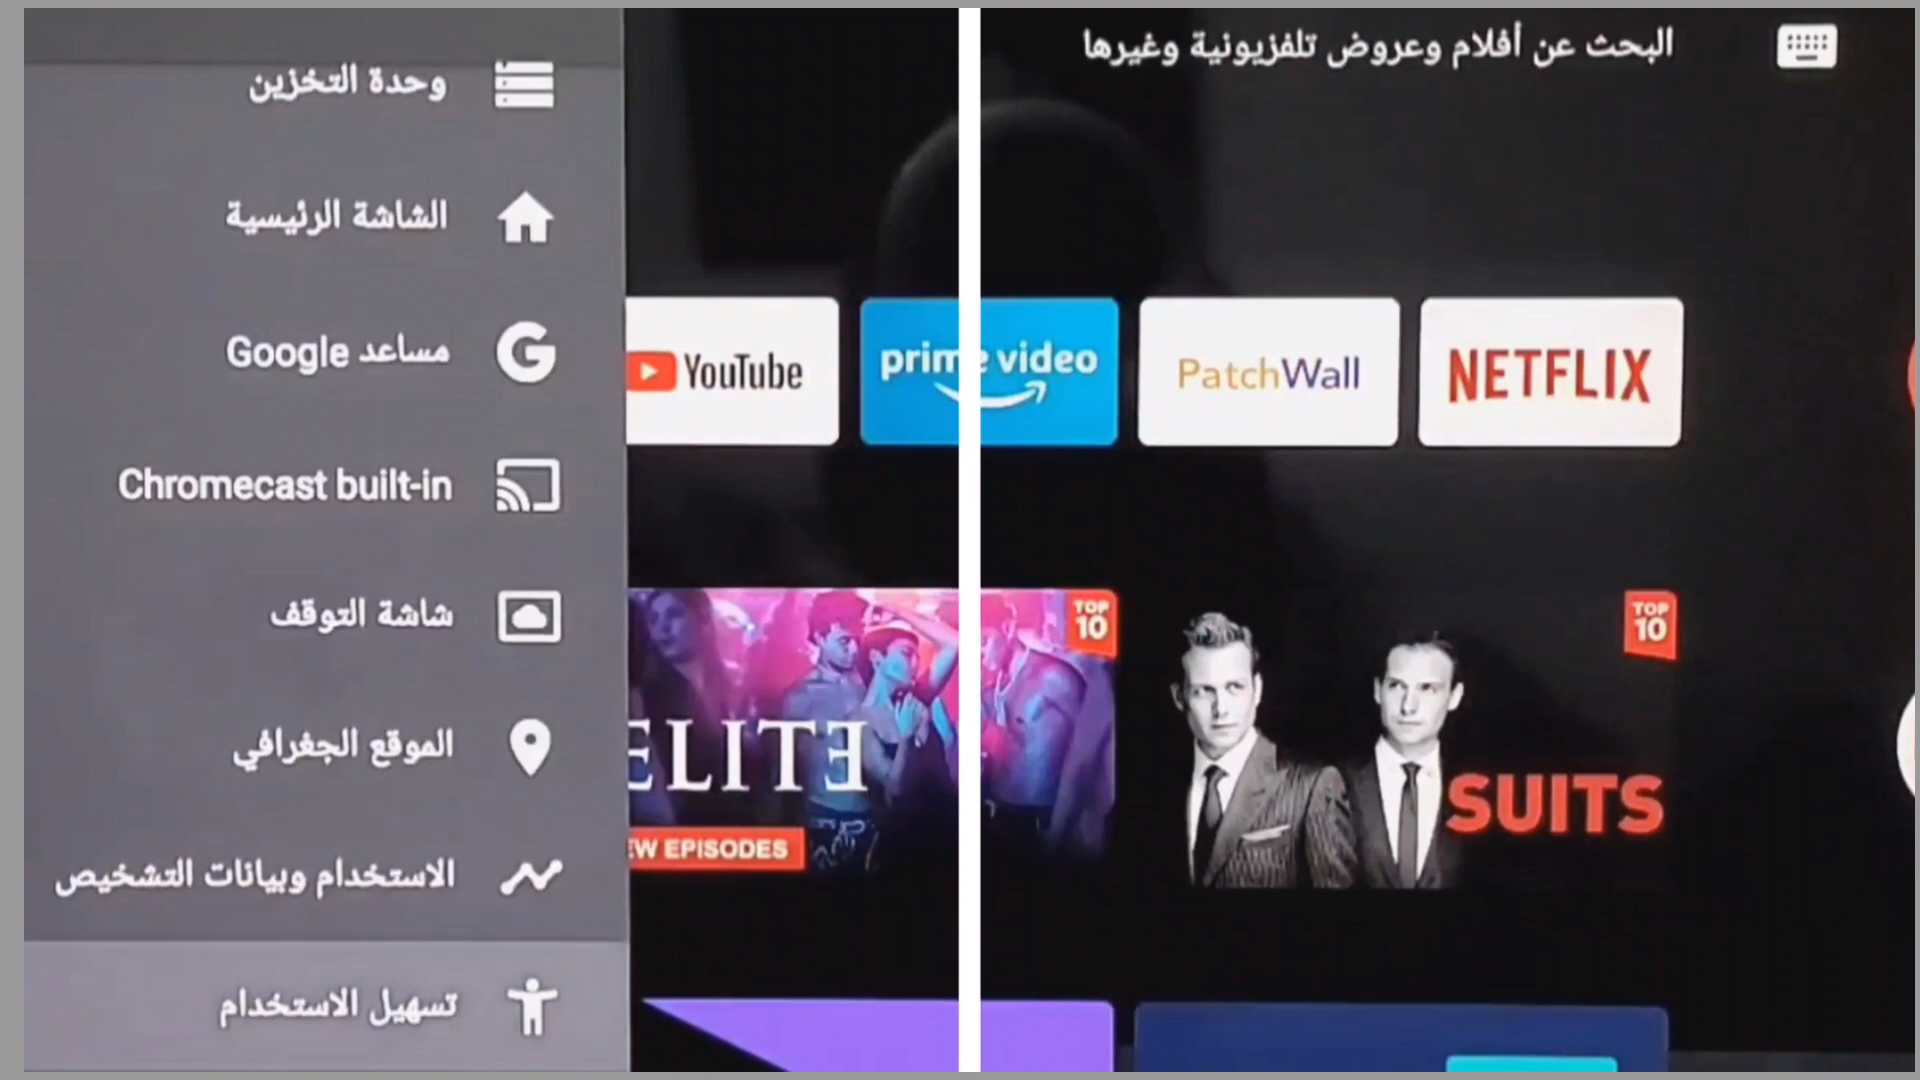 وحدة التخزين
الشاشة الرئيسية
مساعد Google
Chromecast built-in
شاشة التوقف
الموقع الجغرافي
الاستخدام وبيانات التشخيص
تسهيل الاستخدام
البحث عن أفلام وعروض تلفزيونية وغيرها
NETFLIX
PatchWall
prime video
YouTube
TOP
10
SUITS
TOP
10
ELITE
EW EPISODES